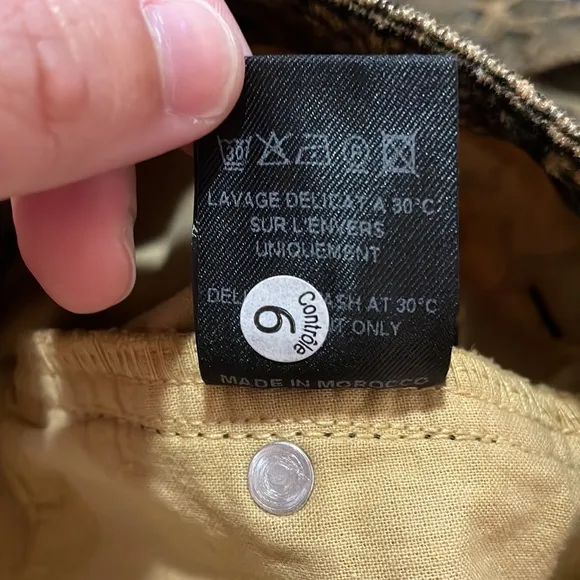 30°
P
LAVAGE DELICAT A 30°C
SUR L'ENVERS
UNIQUEMENT
ASH AT 30°C
ONLY
Contrôle
6
MADE IN MOROCCO